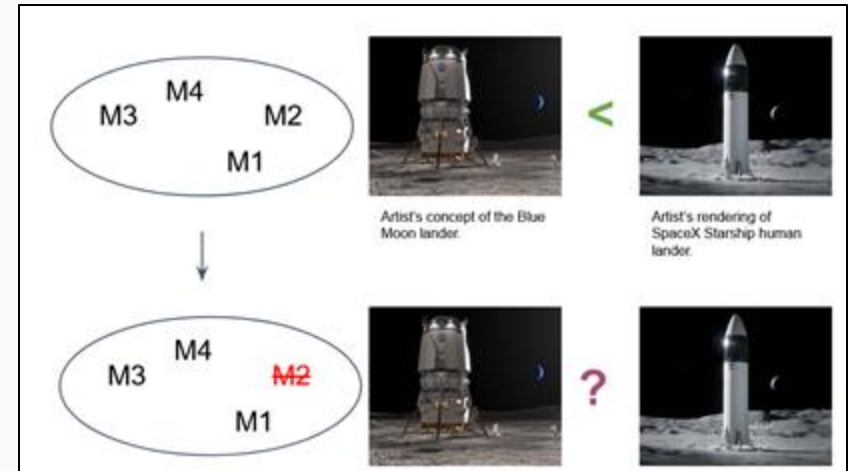 M4
M3
M2
M1
<
Artist's concept of the Blue
Moon lander.
Artist's rendering of
SpaceX Starship human
lander.
M4
M3
M2
M1
?